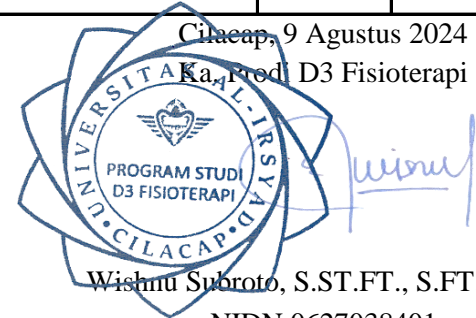 Cilacap, 9 Agustus 2024
Ka. Prodi D3 Fisioterapi
UNIVERSITAS AL-IRSYAD
CILACAP
PROGRAM STUDI
D3 FISIOTERAPI
Wishnu Subroto, S.ST.FT., S.FT